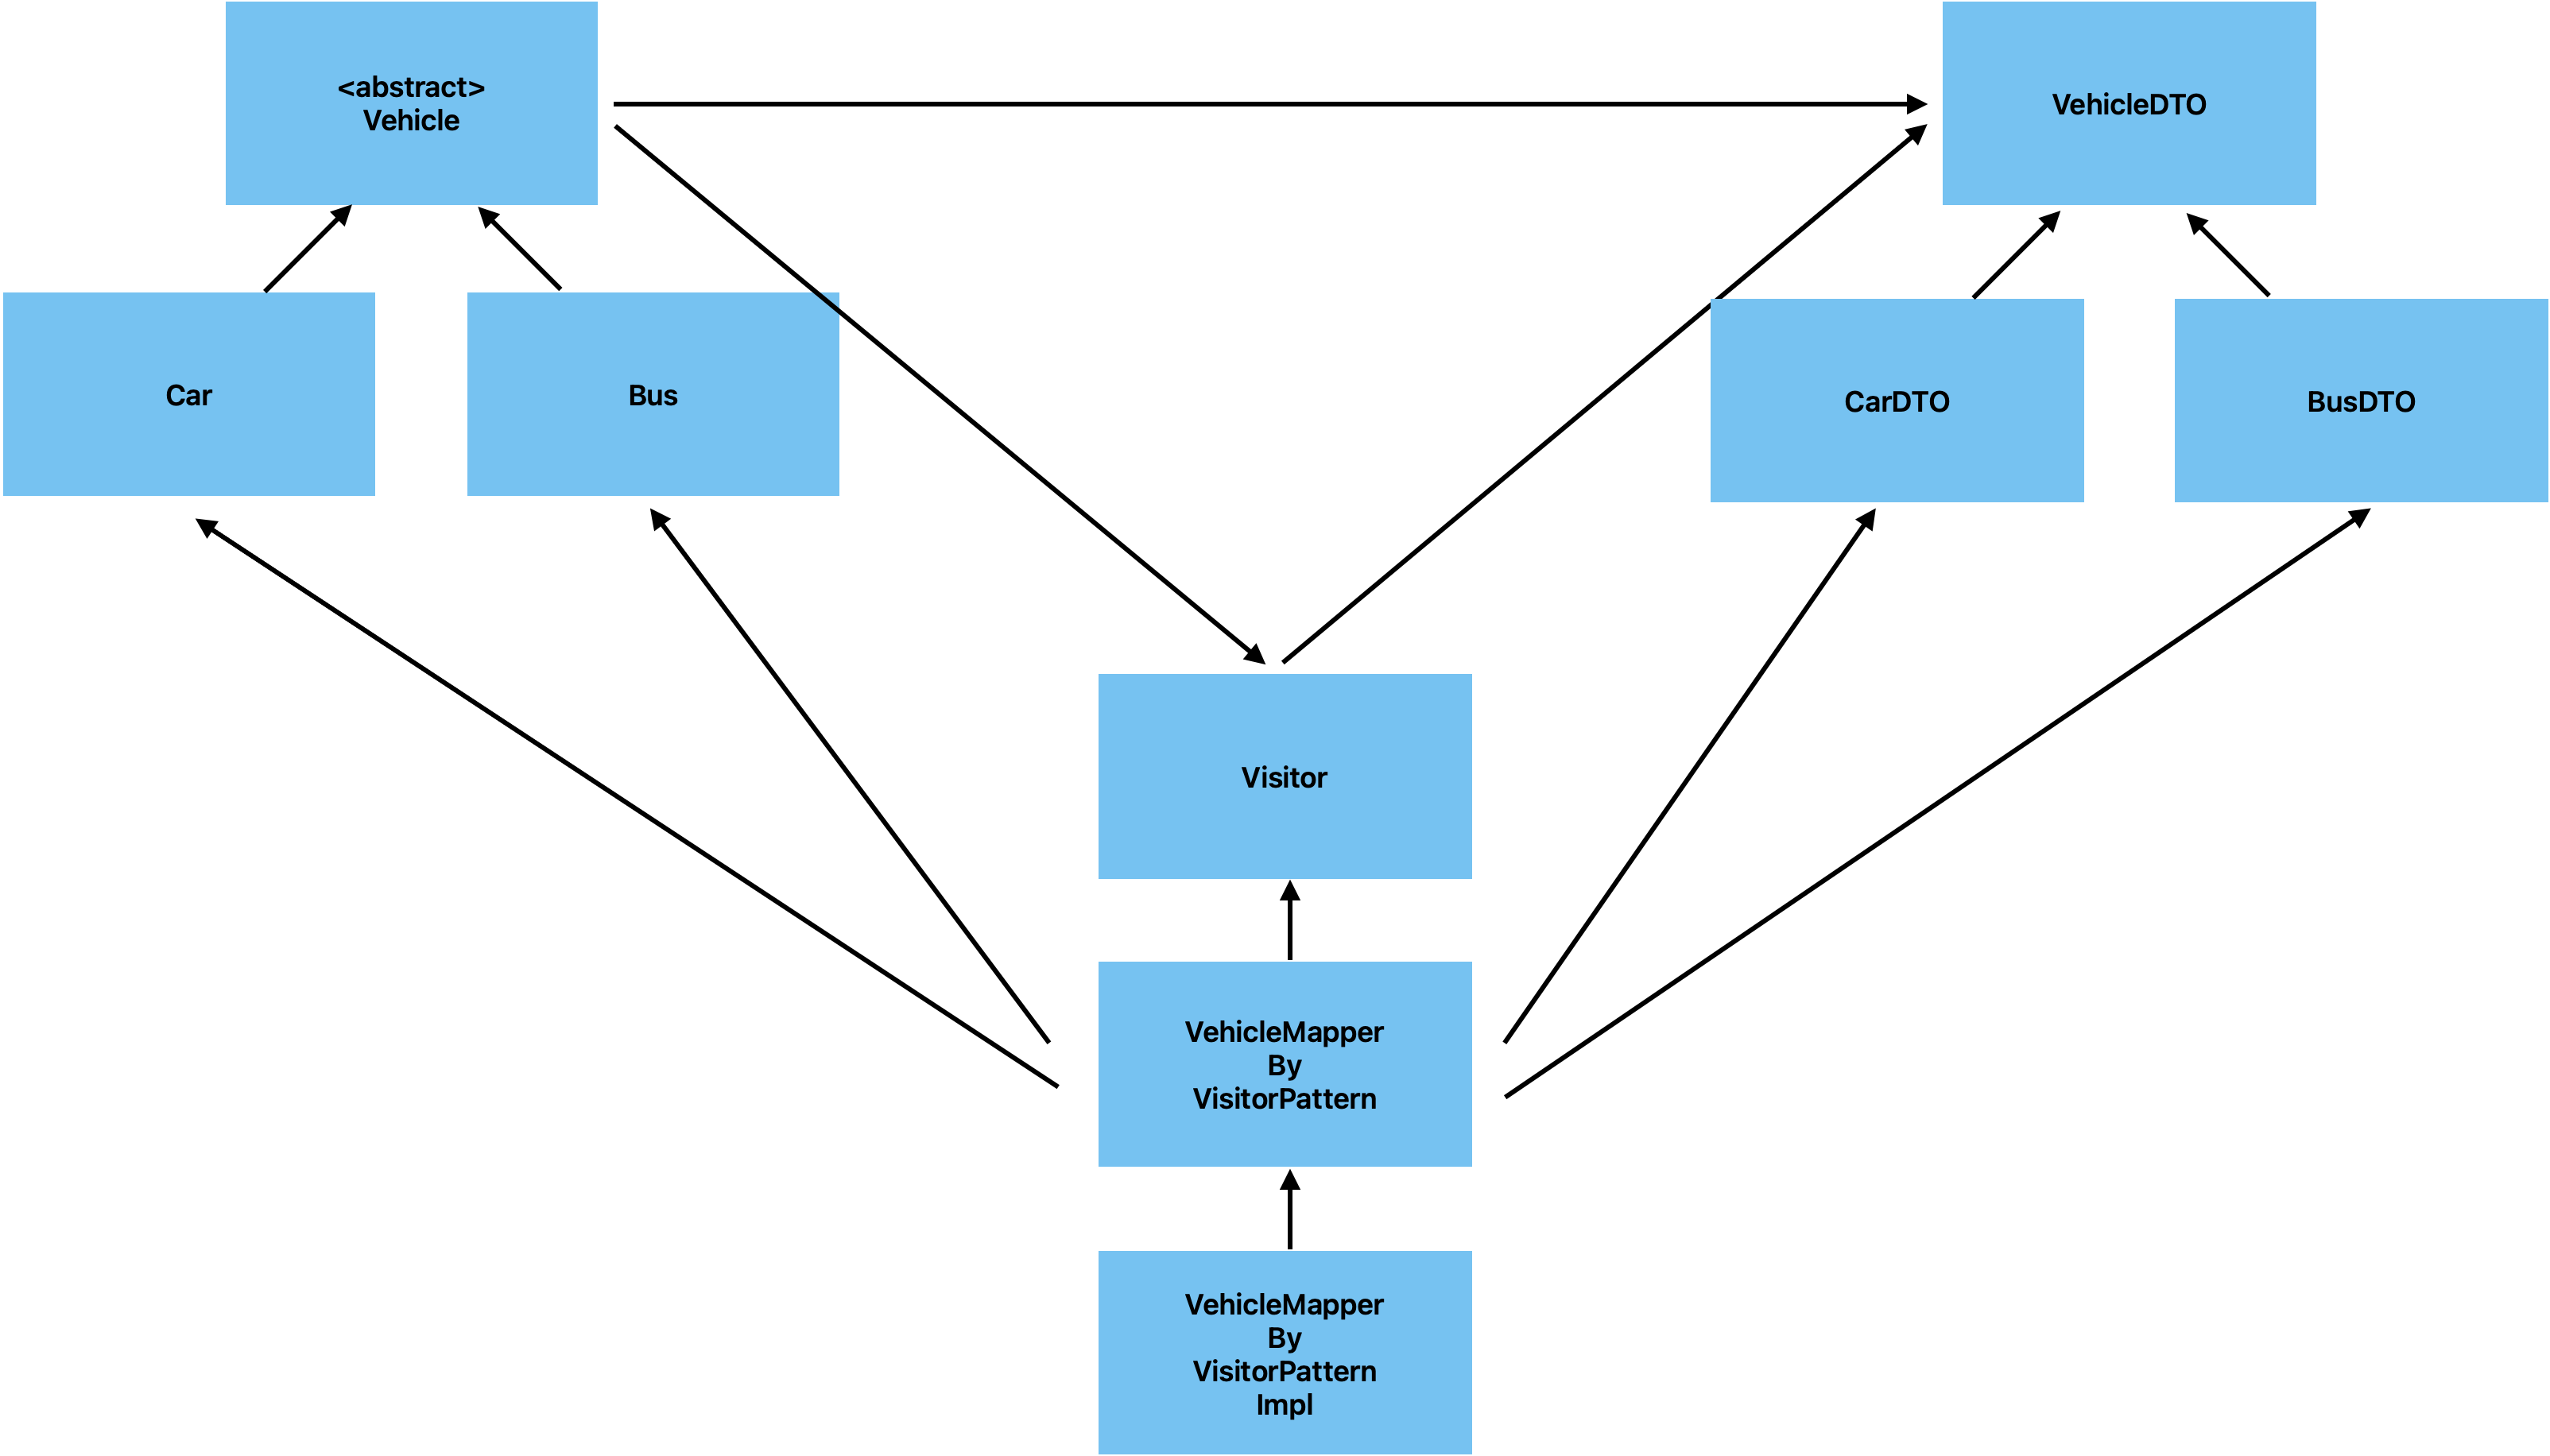 <abstract>
Vehicle
VehicleDTO
Car
Bus
CarDTO
BusDTO
Visitor
VehicleMapper
By
VisitorPattern
VehicleMapper
By
VisitorPattern
Impl